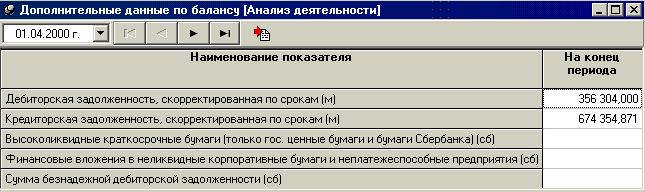 Дополнительные данные по балансу [Анализ деятельности]
01.04.2000 г.
Наименование показателя
На конец
периода
Дебиторская задолженность, скорректированная по срокам (м)
356 304,000
Кредиторская задолженность, скорректированная по срокам (м)
674 354,871
Высоколиквидные краткосрочные бумаги (только гос. ценные бумаги и бумаги Сбербанка) (сб)
Финансовые вложения в неликвидные корпоративные бумаги и неплатежеспособные предприятия (сб)
Сумма безнадежной дебиторской задолженности (сб)